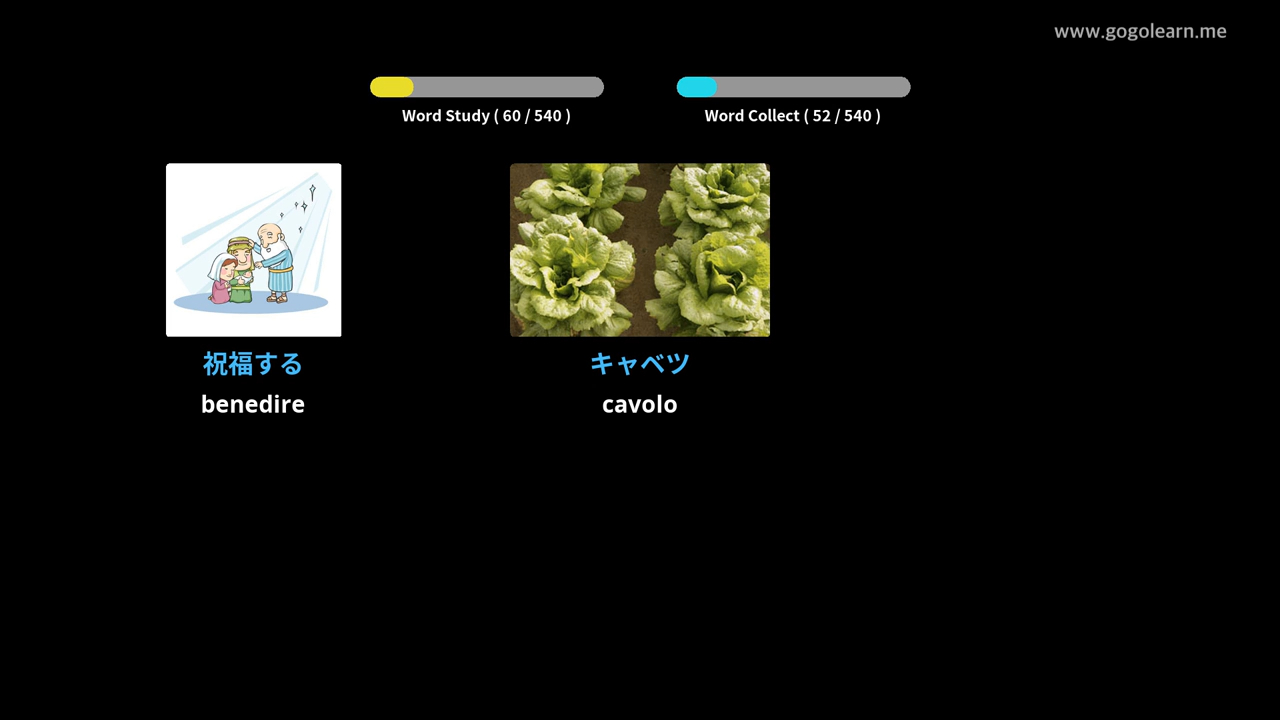 www.gogolearn.me
Word Study ( 60 / 540 )
Word Collect ( 52 / 540 )
祝福する
benedire
キャベツ
cavolo